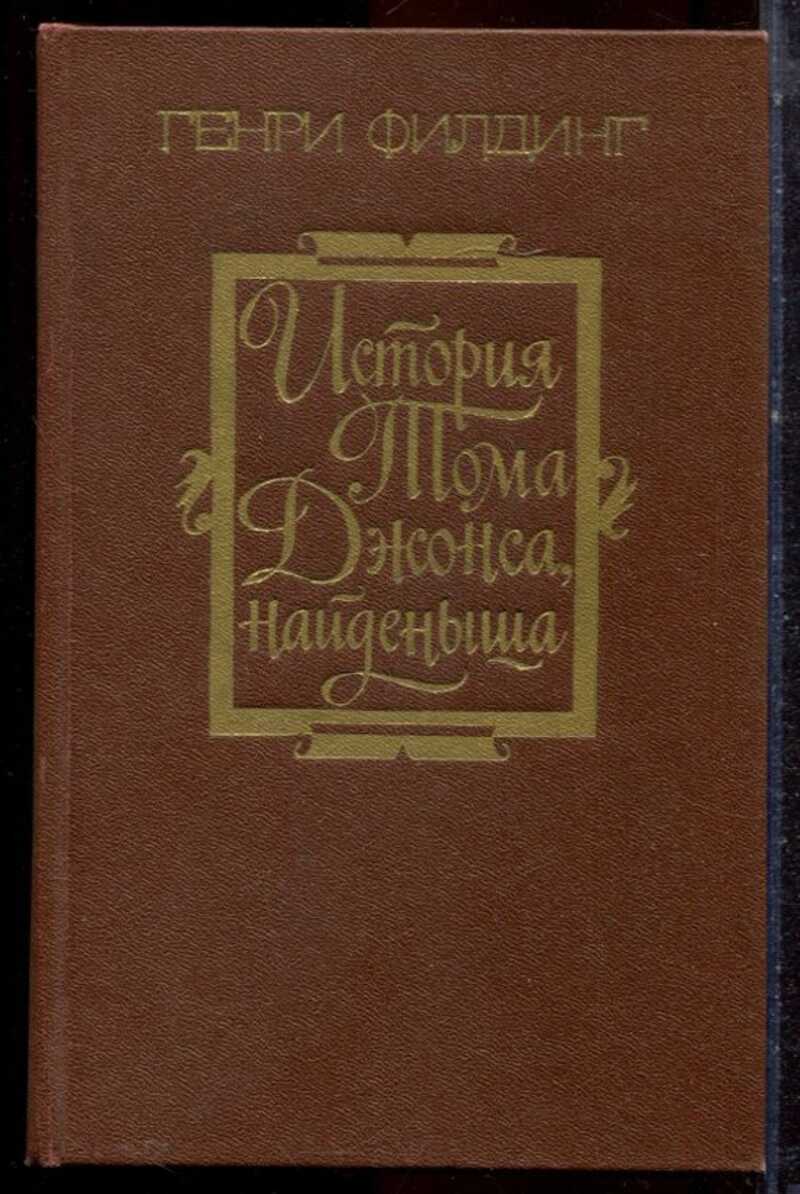 ГЕНРИ ФИЛДИНГ
История
Тома
Джонса,
найденыша